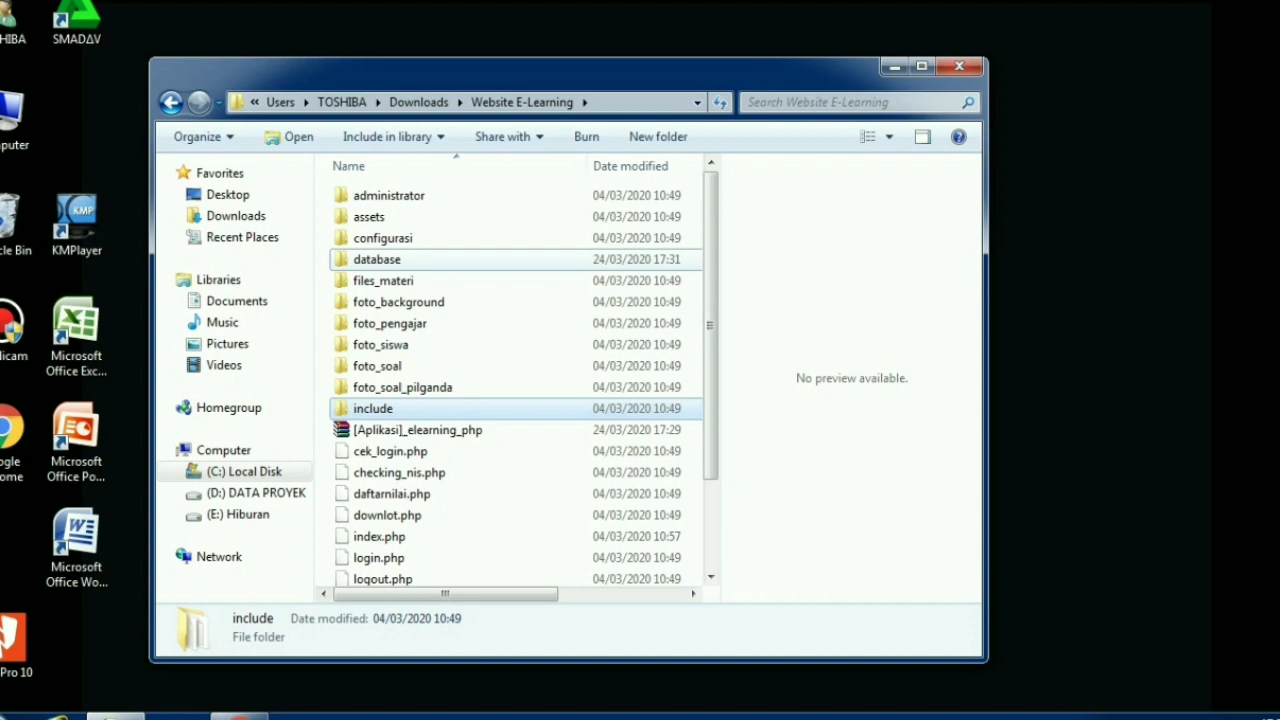 HIBA
SMADΔV
« Users ▸ TOSHIBA ▸ Downloads ▸ Website E-Learning ▸
Search Website E-Learning
Organize
Open
Include in library
Share with
Burn
New folder
puter
cle Bin
KMPlayer
KMP
licam
Microsoft
Office Exc...
ogle
ome
Microsoft
Office Po...
Microsoft
Office Wo...
Pro 10
Favorites
Desktop
Downloads
Recent Places
Libraries
Documents
Music
Pictures
Videos
Homegroup
Computer
(C:) Local Disk
(D:) DATA PROYEK
(E:) Hiburan
Network
Name Date modified
administrator 04/03/2020 10:49
assets 04/03/2020 10:49
configurasi 04/03/2020 10:49
database 24/03/2020 17:31
files_materi 04/03/2020 10:49
foto_background 04/03/2020 10:49
foto_pengajar 04/03/2020 10:49
foto_siswa 04/03/2020 10:49
foto_soal 04/03/2020 10:49
foto_soal_pilganda 04/03/2020 10:49
include 04/03/2020 10:49
[Aplikasi]_elearning_php 24/03/2020 17:29
cek_login.php 04/03/2020 10:49
checking_nis.php 04/03/2020 10:49
daftarnilai.php 04/03/2020 10:49
downlot.php 04/03/2020 10:49
index.php 04/03/2020 10:57
login.php 04/03/2020 10:49
logout.php 04/03/2020 10:49
No preview available.
include Date modified: 04/03/2020 10:49
File folder